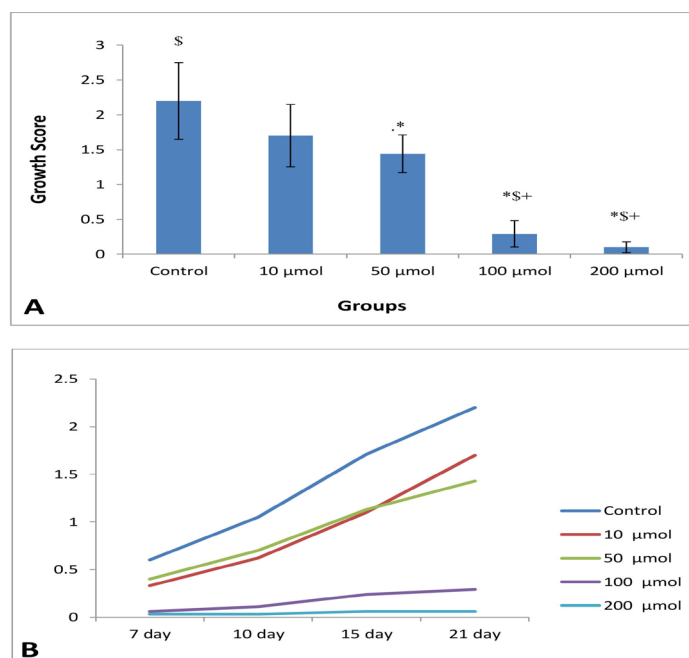 $
3
2.5
2
1.5
1
0.5
0
Growth Score
.*
*$+
*$+
Control 10 µmol 50 µmol 100 µmol 200 µmol
Groups
A
2.5
2
1.5
1
0.5
0
7 day 10 day 15 day 21 day
Control
10 µmol
50 µmol
100 µmol
200 µmol
B